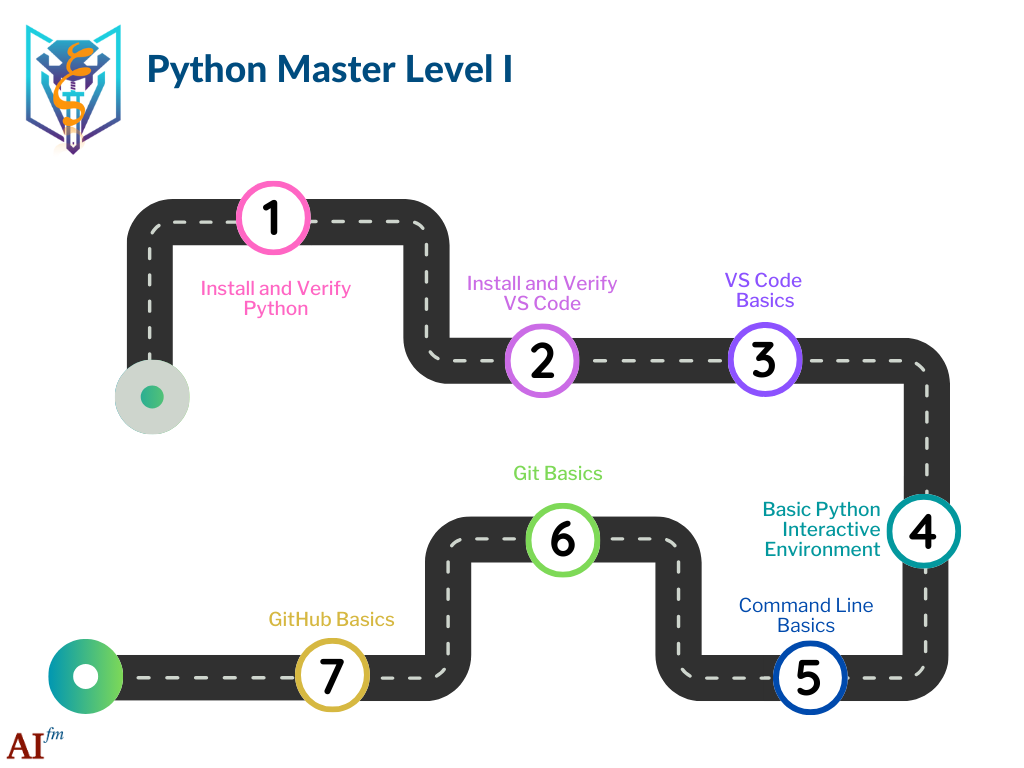 Python Master Level I
1
Install and Verify
Python
Install and Verify
VS Code
2
VS Code
Basics
3
Basic Python
Interactive
Environment
4
Command Line
Basics
5
Git Basics
6
GitHub Basics
7
AI fm